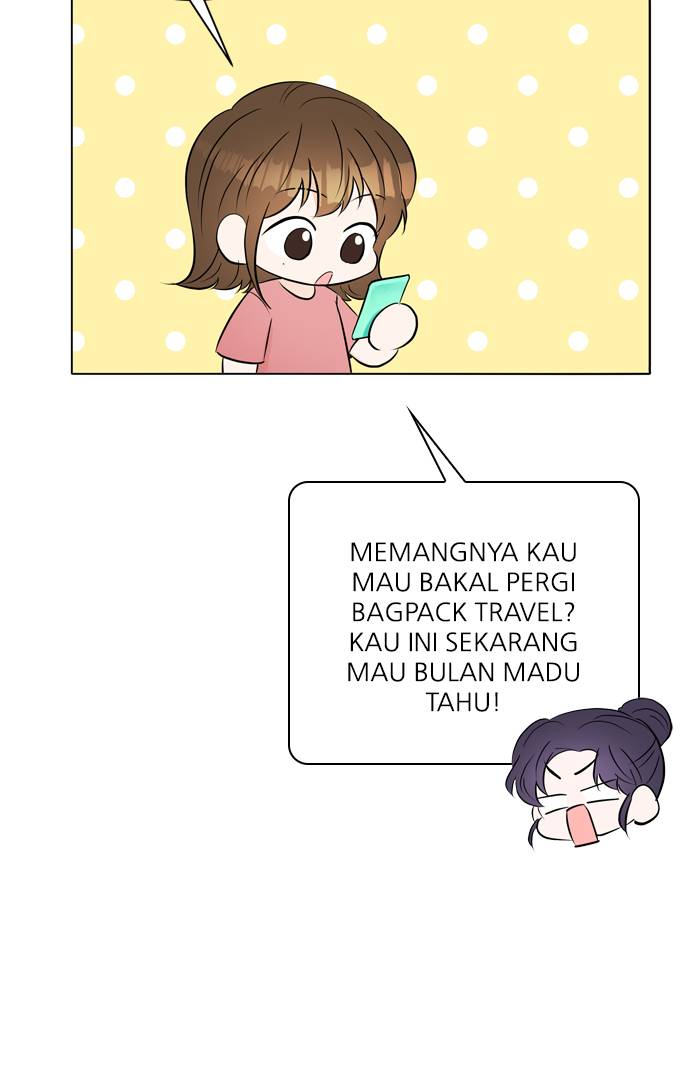 MEMANGNYA KAU
MAU BAKAL PERGI
BAGPACK TRAVEL?
KAU INI SEKARANG
MAU BULAN MADU
TAHU!